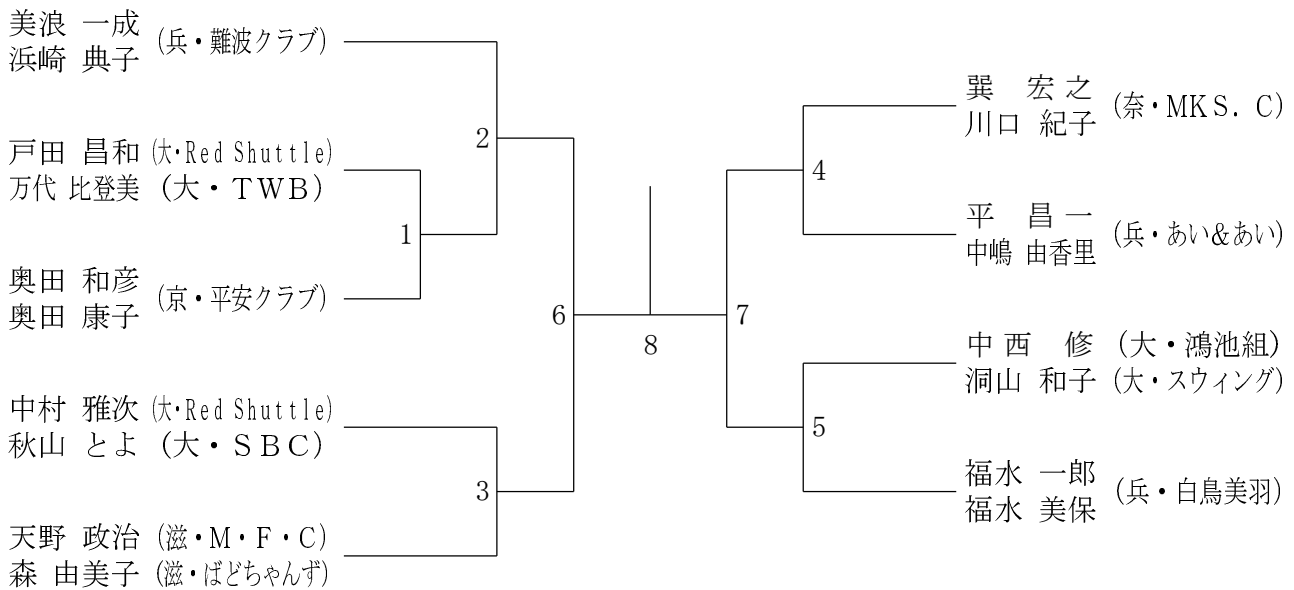 美浪 一成 (兵・難波クラブ)
浜崎 典子
戸田 昌和 (大・Red Shuttle)
万代 比登美 (大・TWB)
奥田 和彦 (京・平安クラブ)
奥田 康子
中村 雅次 (大・Red Shuttle)
秋山 とよ (大・SBC)
天野 政治 (滋・M・F・C)
森 由美子 (滋・ばどちゃんず)
2
1
6
3
8
7
4
5
巽 宏之 (奈・MKS.C)
川口 紀子
平 昌一 (兵・あい&あい)
中嶋 由香里
中西 修 (大・鴻池組)
洞山 和子 (大・スウィング)
福水 一郎 (兵・白鳥美羽)
福水 美保